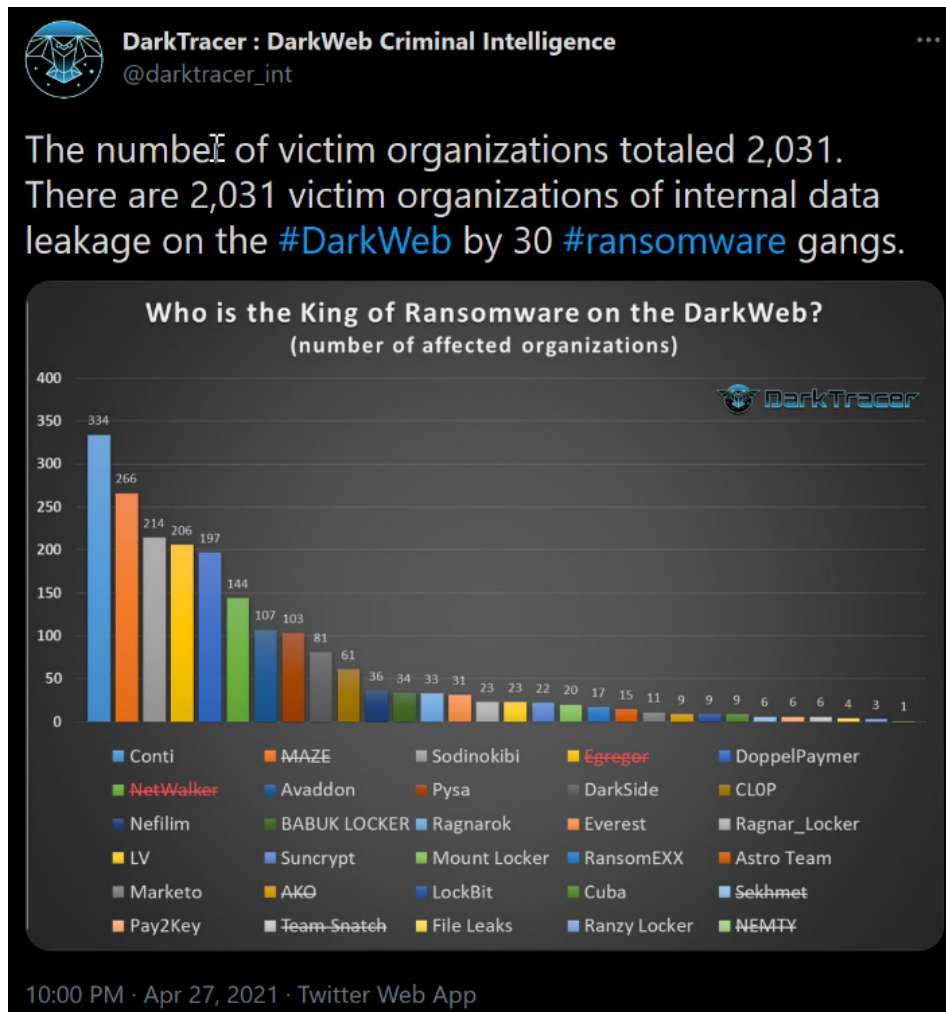 DarkTracer : DarkWeb Criminal Intelligence
@darktracer_int
The number of victim organizations totaled 2,031.
There are 2,031 victim organizations of internal data
leakage on the #DarkWeb by 30 #ransomware gangs.
Who is the King of Ransomware on the DarkWeb?
(number of affected organizations)
DarkTracer
400
350
300
250
200
150
100
50
0
334
266
214
206
197
144
107
103
81
61
36
34
33
31
23
23
22
20
17
15
11
9
9
9
6
6
6
4
3
1
Conti MAZE Sodinokibi Egregor DoppelPaymer
NetWalker Avaddon Pysa DarkSide CL0P
Nefilim BABUK LOCKER Ragnarok Everest Ragnar_Locker
LV Suncrypt Mount Locker RansomEXX Astro Team
Marketo AKO LockBit Cuba Sekhmet
Pay2Key Team Snatch File Leaks Ranzy Locker NEMTY
10:00 PM · Apr 27, 2021 · Twitter Web App